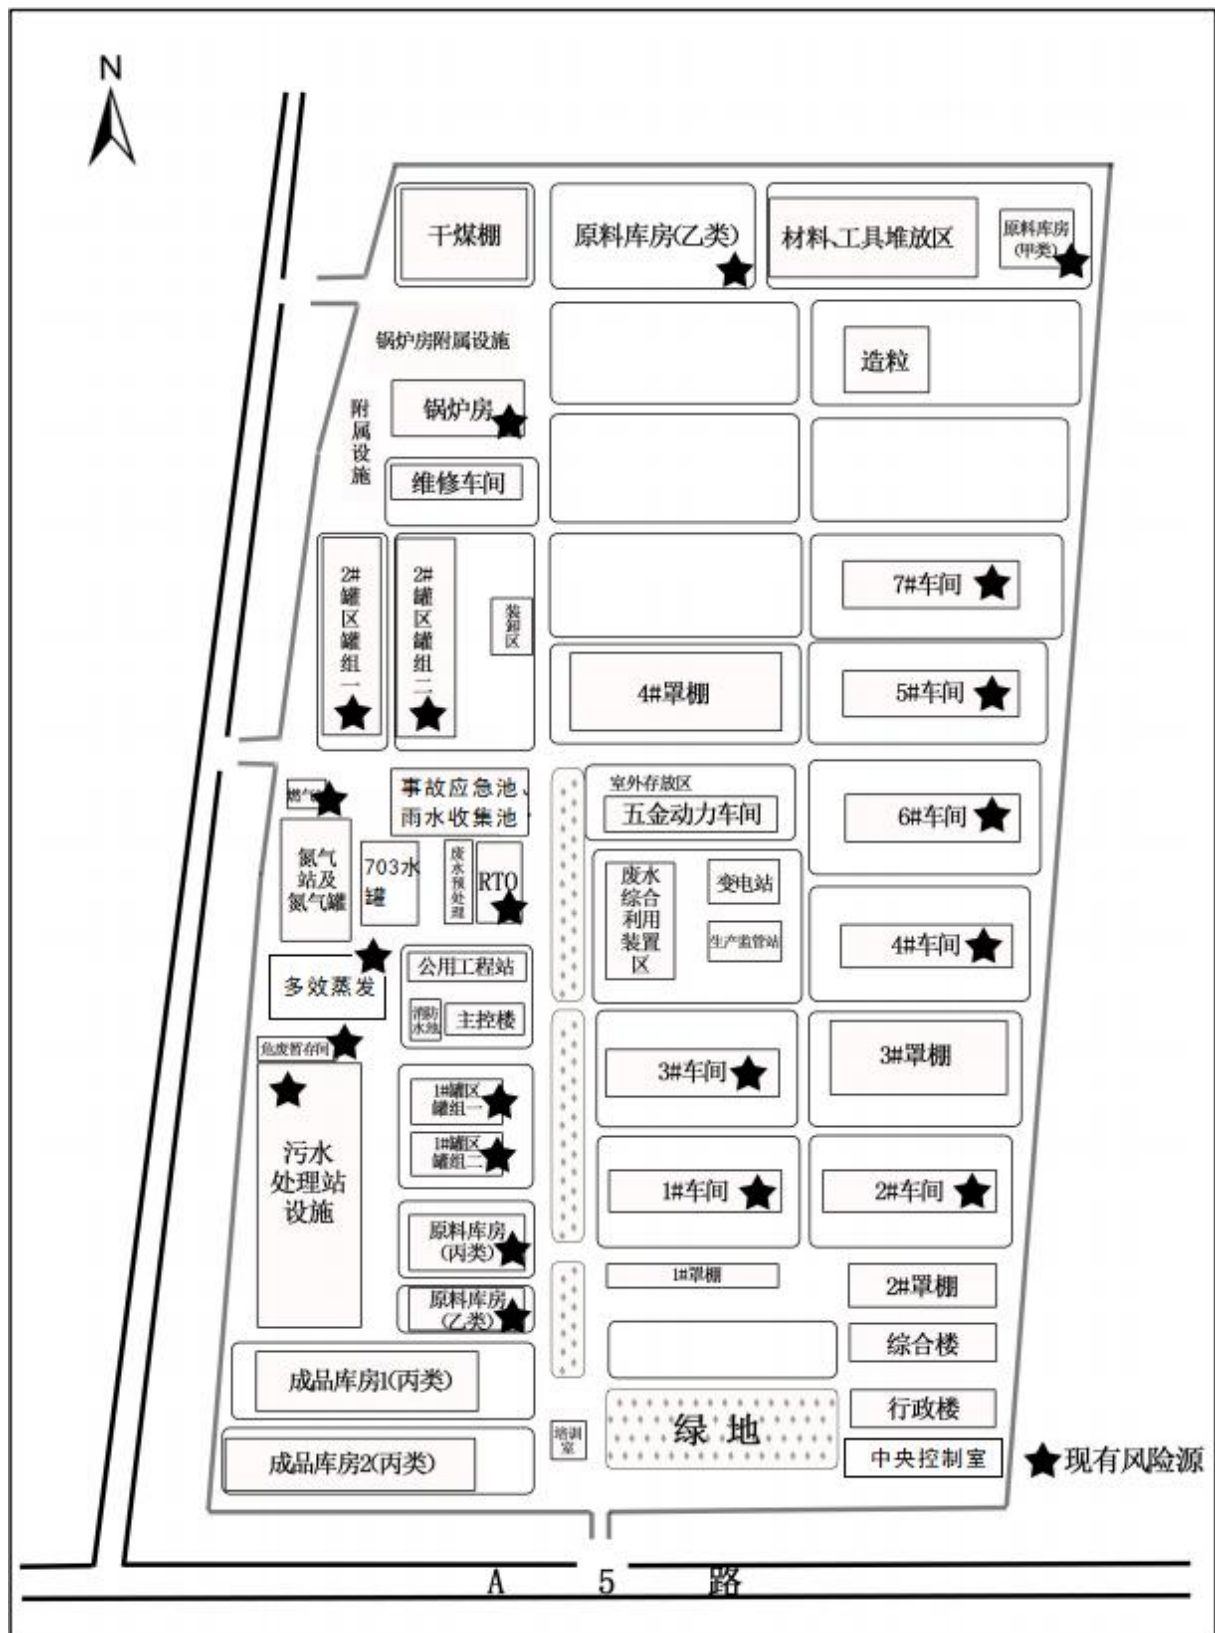 N
干煤棚
原料库房(乙类)
材料、工具堆放区
原料库房
(甲类)
锅炉房附属设施
造粒
锅炉房
附属设施
维修车间
2#罐区罐组一
2#罐区罐组二
装卸区
7#车间
4#罩棚
5#车间
燃气
事故应急池、
雨水收集池
室外存放区
五金动力车间
6#车间
氮气
站及
氮气罐
703水
罐
废水预处理
RTO
废水
综合
利用
装置
区
变电站
生产监管站
4#车间
多效蒸发
公用工程站
消防
水池
主控楼
危废暂存间
3#车间
3#罩棚
1#罐区
罐组一
1#罐区
罐组二
污水
处理站
设施
1#车间
2#车间
原料库房
(丙类)
原料库房
(乙类)
1#罩棚
2#罩棚
综合楼
成品库房1(丙类)
行政楼
绿 地
培训
室
成品库房2(丙类)
中央控制室
现有风险源
A 5 路